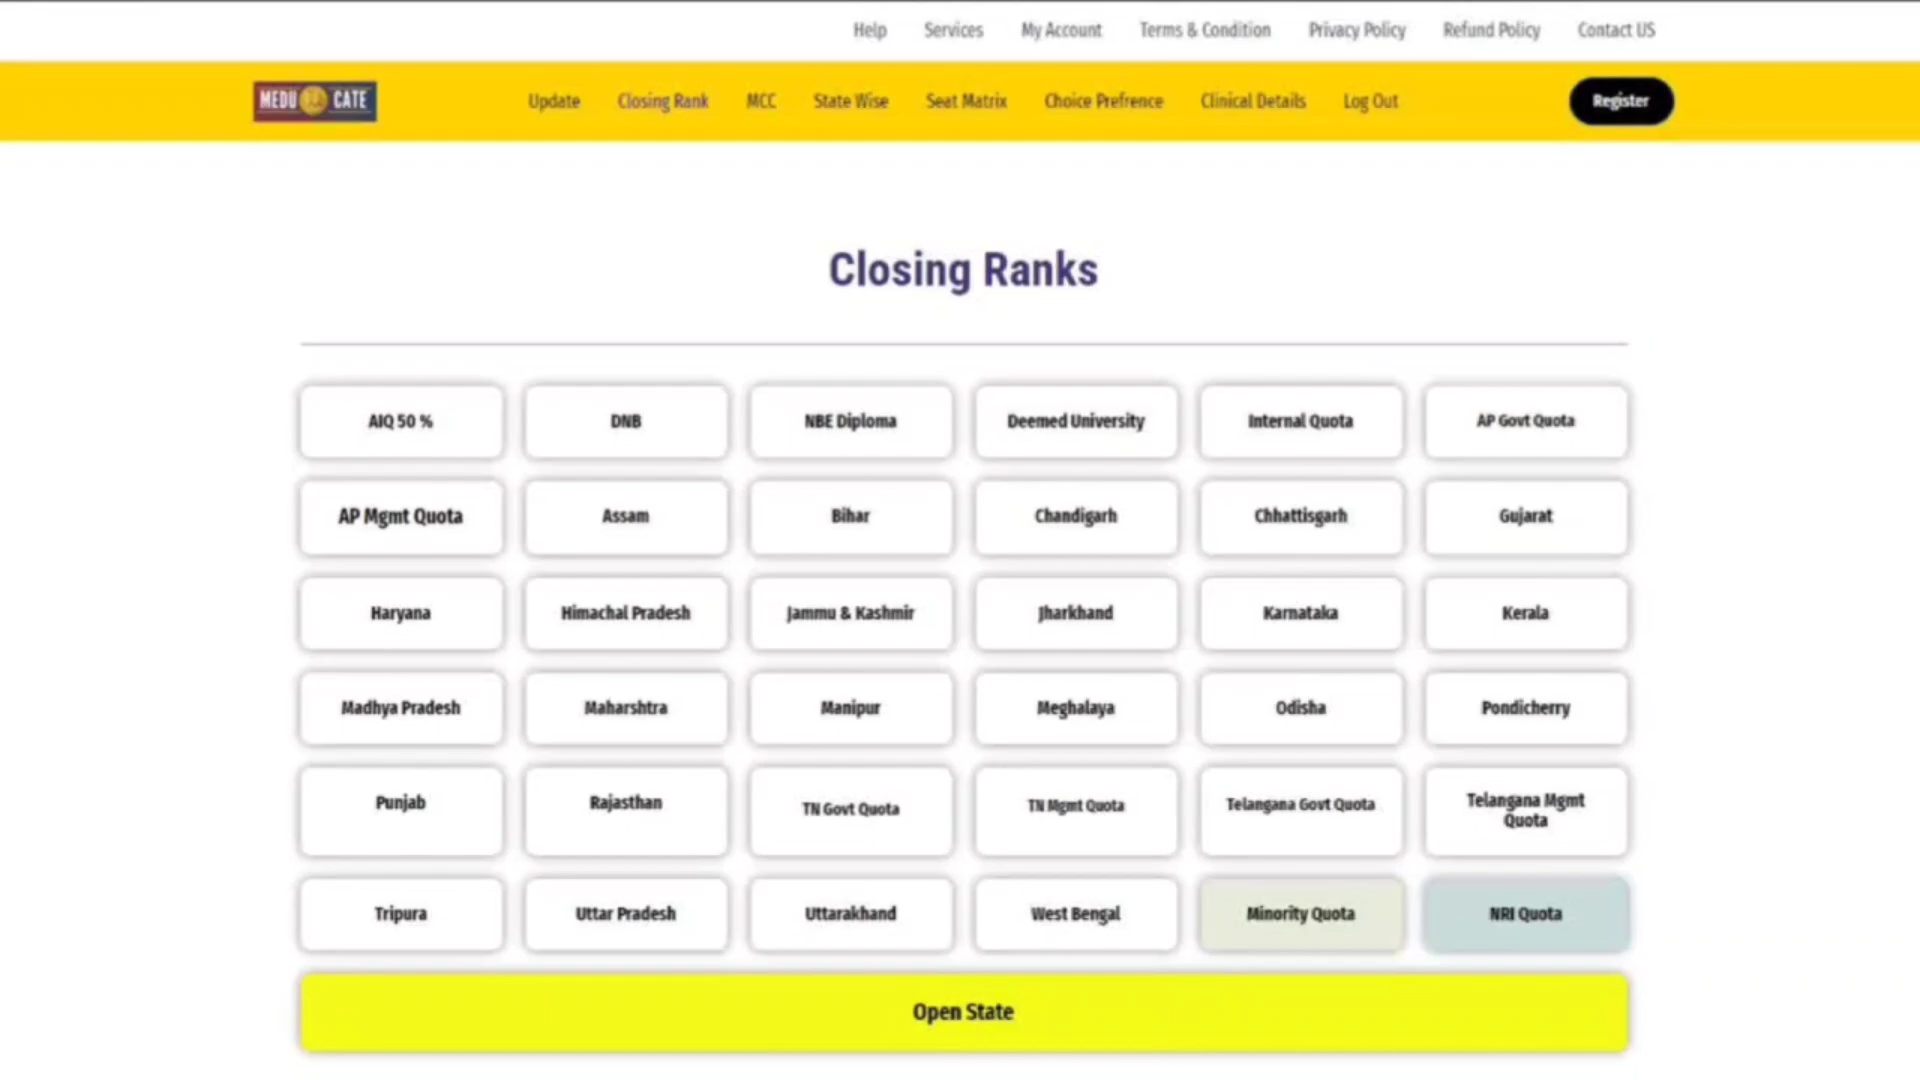 Help Services My Account Terms & Condition Privacy Policy Refund Policy Contact US
MEDU CATE Update Closing Rank MCC State Wise Seat Matrix Choice Prefrence Clinical Details Log Out Register
Closing Ranks
AIQ 50 % DNB NBE Diploma Deemed University Internal Quota AP Govt Quota
AP Mgmt Quota Assam Bihar Chandigarh Chhattisgarh Gujarat
Haryana Himachal Pradesh Jammu & Kashmir Jharkhand Karnataka Kerala
Madhya Pradesh Maharshtra Manipur Meghalaya Odisha Pondicherry
Punjab Rajasthan TN Govt Quota TN Mgmt Quota Telangana Govt Quota Telangana Mgmt
Quota
Tripura Uttar Pradesh Uttarakhand West Bengal Minority Quota NRI Quota
Open State